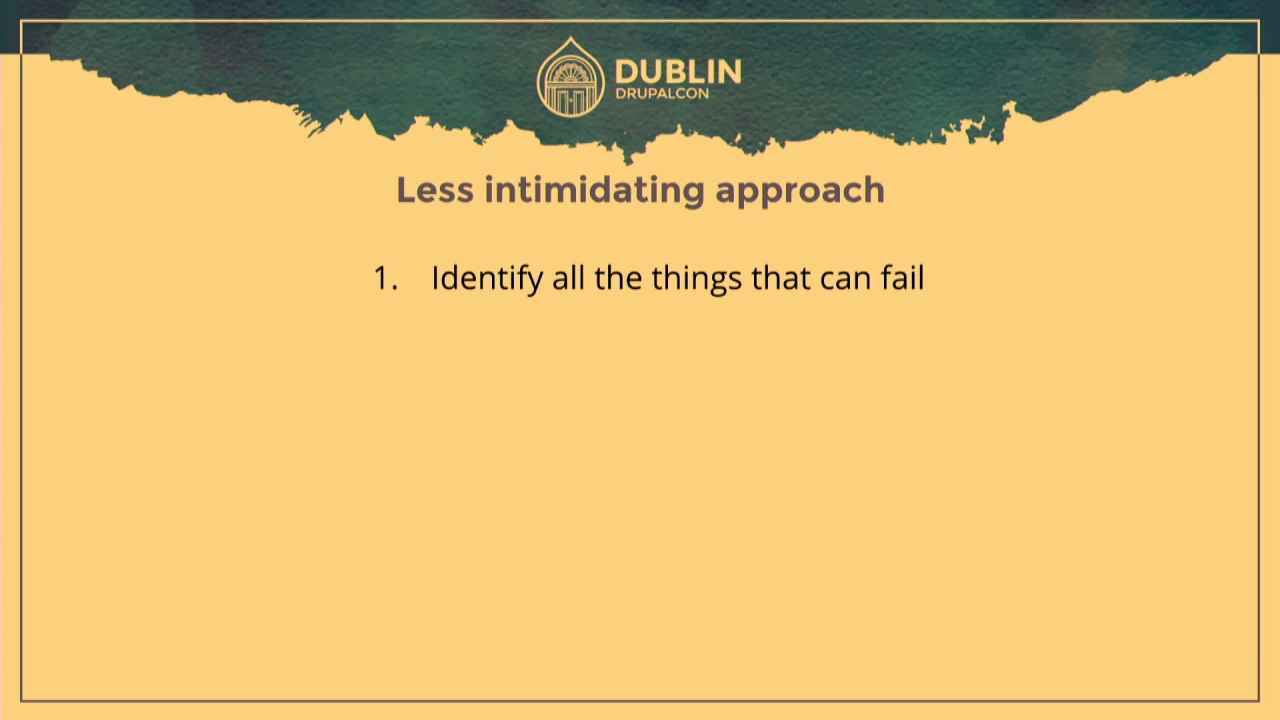 DUBLIN
DRUPALCON
Less intimidating approach
1. Identify all the things that can fail